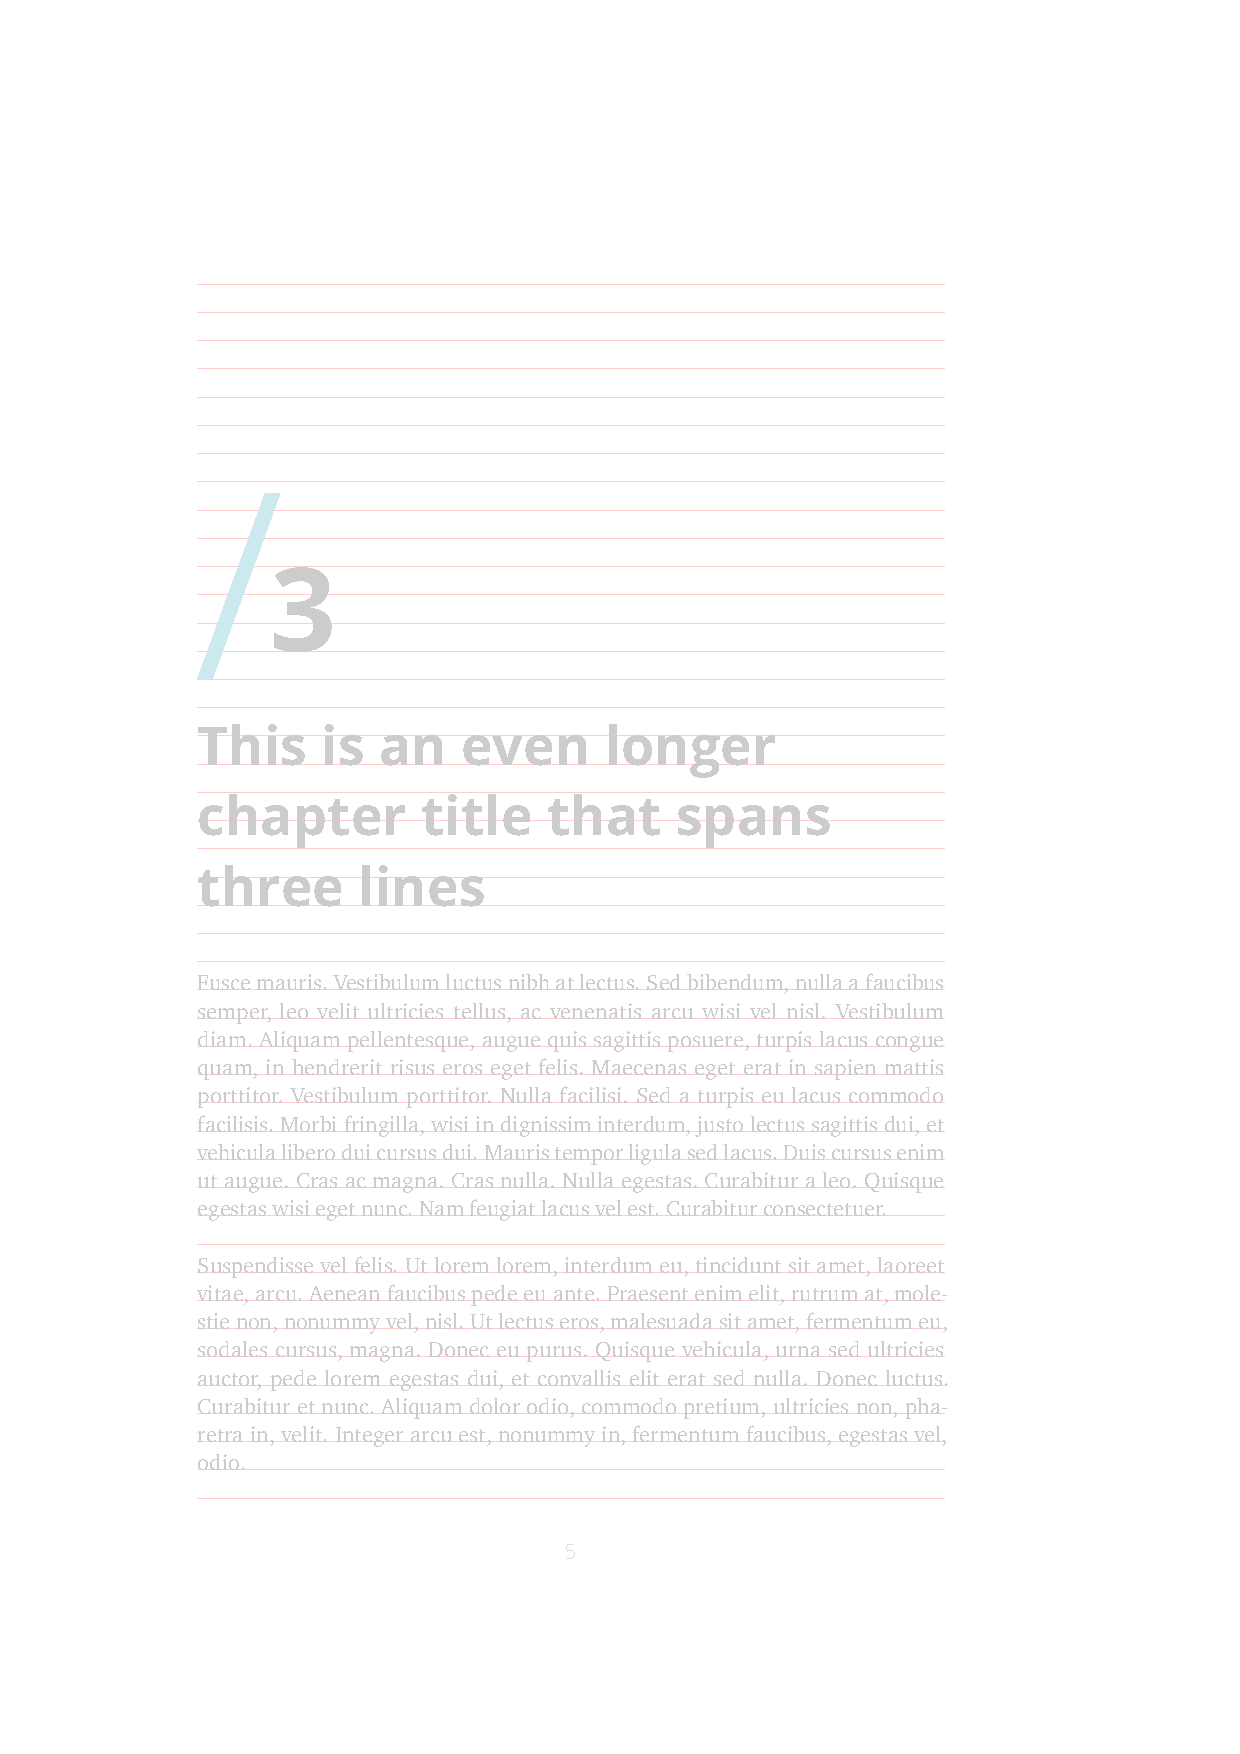 /3
This is an even longer
chapter title that spans
three lines
Fusce mauris. Vestibulum luctus nibh at lectus. Sed bibendum, nulla a faucibus
semper, leo velit ultricies tellus, ac venenatis arcu wisi vel nisl. Vestibulum
diam. Aliquam pellentesque, augue quis sagittis posuere, turpis lacus congue
quam, in hendrerit risus eros eget felis. Maecenas eget erat in sapien mattis
porttitor. Vestibulum porttitor. Nulla facilisi. Sed a turpis eu lacus commodo
facilisis. Morbi fringilla, wisi in dignissim interdum, justo lectus sagittis dui, et
vehicula libero dui cursus dui. Mauris tempor ligula sed lacus. Duis cursus enim
ut augue. Cras ac magna. Cras nulla. Nulla egestas. Curabitur a leo. Quisque
egestas wisi eget nunc. Nam feugiat lacus vel est. Curabitur consectetuer.
Suspendisse vel felis. Ut lorem lorem, interdum eu, tincidunt sit amet, laoreet
vitae, arcu. Aenean faucibus pede eu ante. Praesent enim elit, rutrum at, mole-
stie non, nonummy vel, nisl. Ut lectus eros, malesuada sit amet, fermentum eu,
sodales cursus, magna. Donec eu purus. Quisque vehicula, urna sed ultricies
auctor, pede lorem egestas dui, et convallis elit erat sed nulla. Donec luctus.
Curabitur et nunc. Aliquam dolor odio, commodo pretium, ultricies non, pha-
retra in, velit. Integer arcu est, nonummy in, fermentum faucibus, egestas vel,
odio.
5